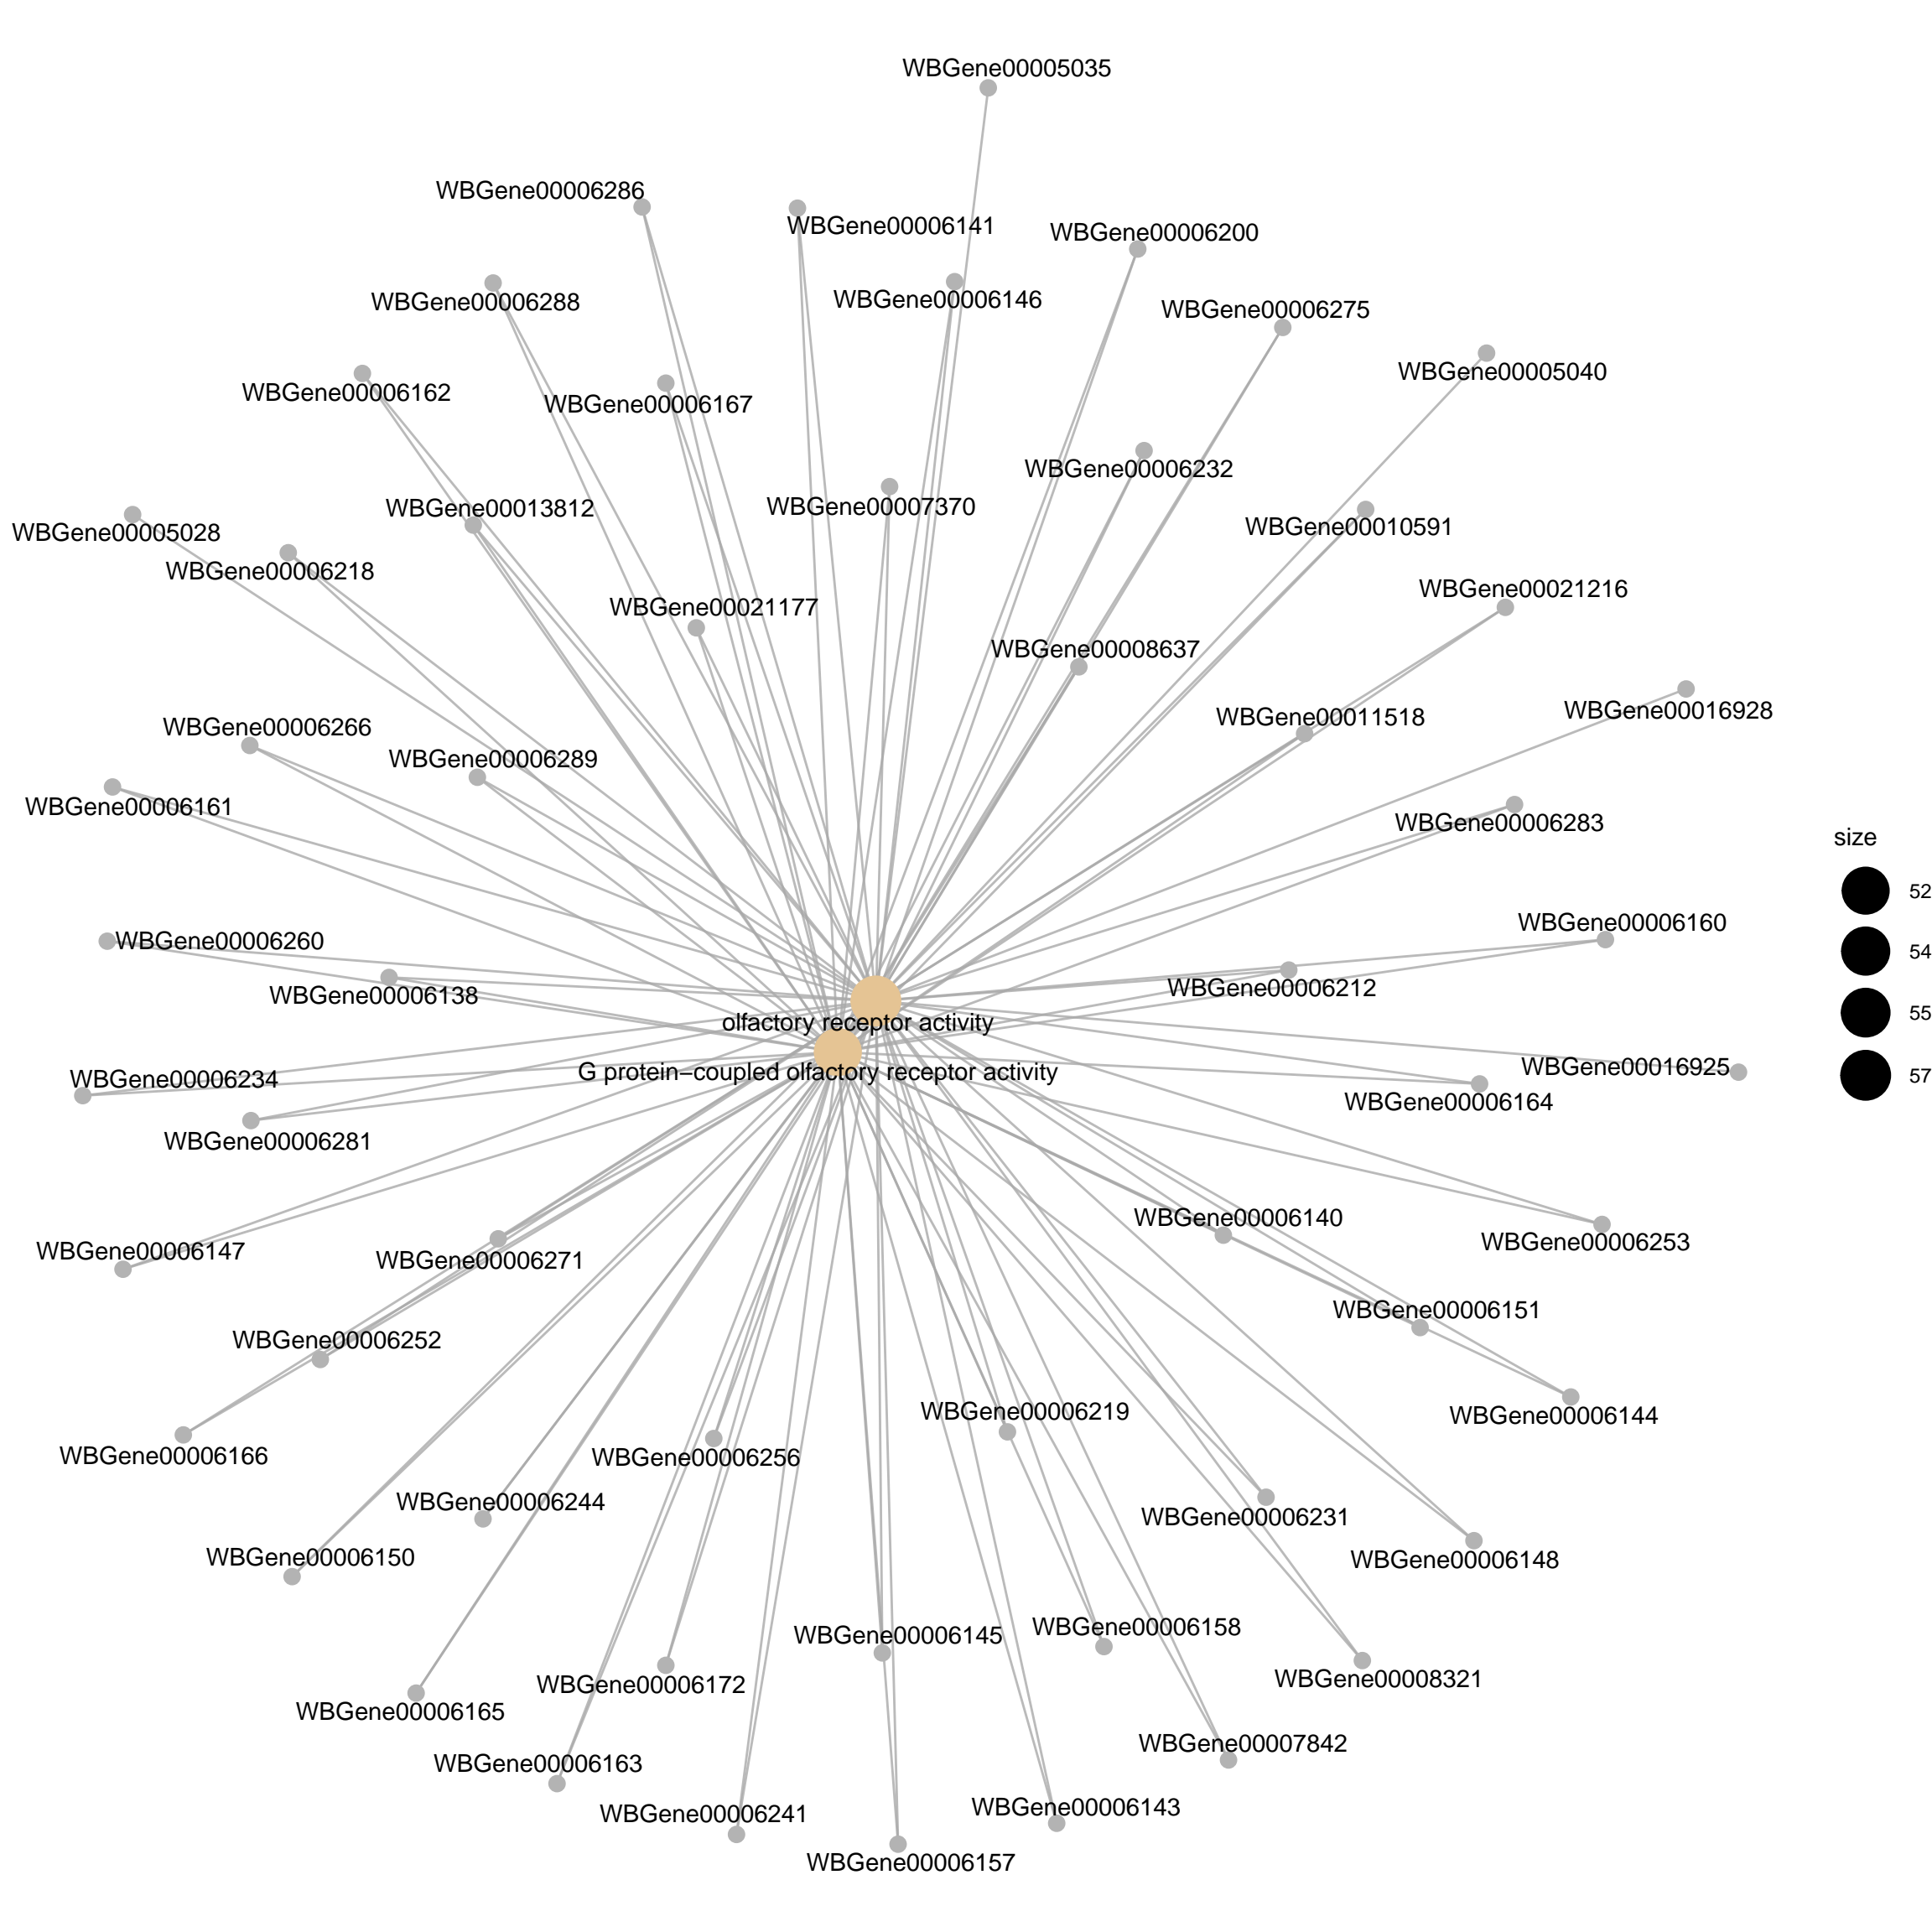 WBGene00005035
WBGene00006286
WBGene00006141
WBGene00006200
WBGene00006288
WBGene00006146
WBGene00006275
WBGene00005040
WBGene00006162
WBGene00006167
WBGene00006232
WBGene00013812
WBGene00007370
WBGene00005028
WBGene00010591
WBGene00006218
WBGene00021216
WBGene00021177
WBGene00008637
WBGene00016928
WBGene00011518
WBGene00006266
WBGene00006289
WBGene00006161
WBGene00006283
size
52
WBGene00006160
WBGene00006260
54
WBGene00006212
WBGene00006138
55
olfactory receptor activity
WBGene00016925
G protein−coupled olfactory receptor activity
57
WBGene00006234
WBGene00006164
WBGene00006281
WBGene00006140
WBGene00006253
WBGene00006147
WBGene00006271
WBGene00006151
WBGene00006252
WBGene00006219
WBGene00006144
WBGene00006166
WBGene00006256
WBGene00006244
WBGene00006231
WBGene00006150
WBGene00006148
WBGene00006158
WBGene00006145
WBGene00008321
WBGene00006172
WBGene00006165
WBGene00007842
WBGene00006163
WBGene00006143
WBGene00006241
WBGene00006157